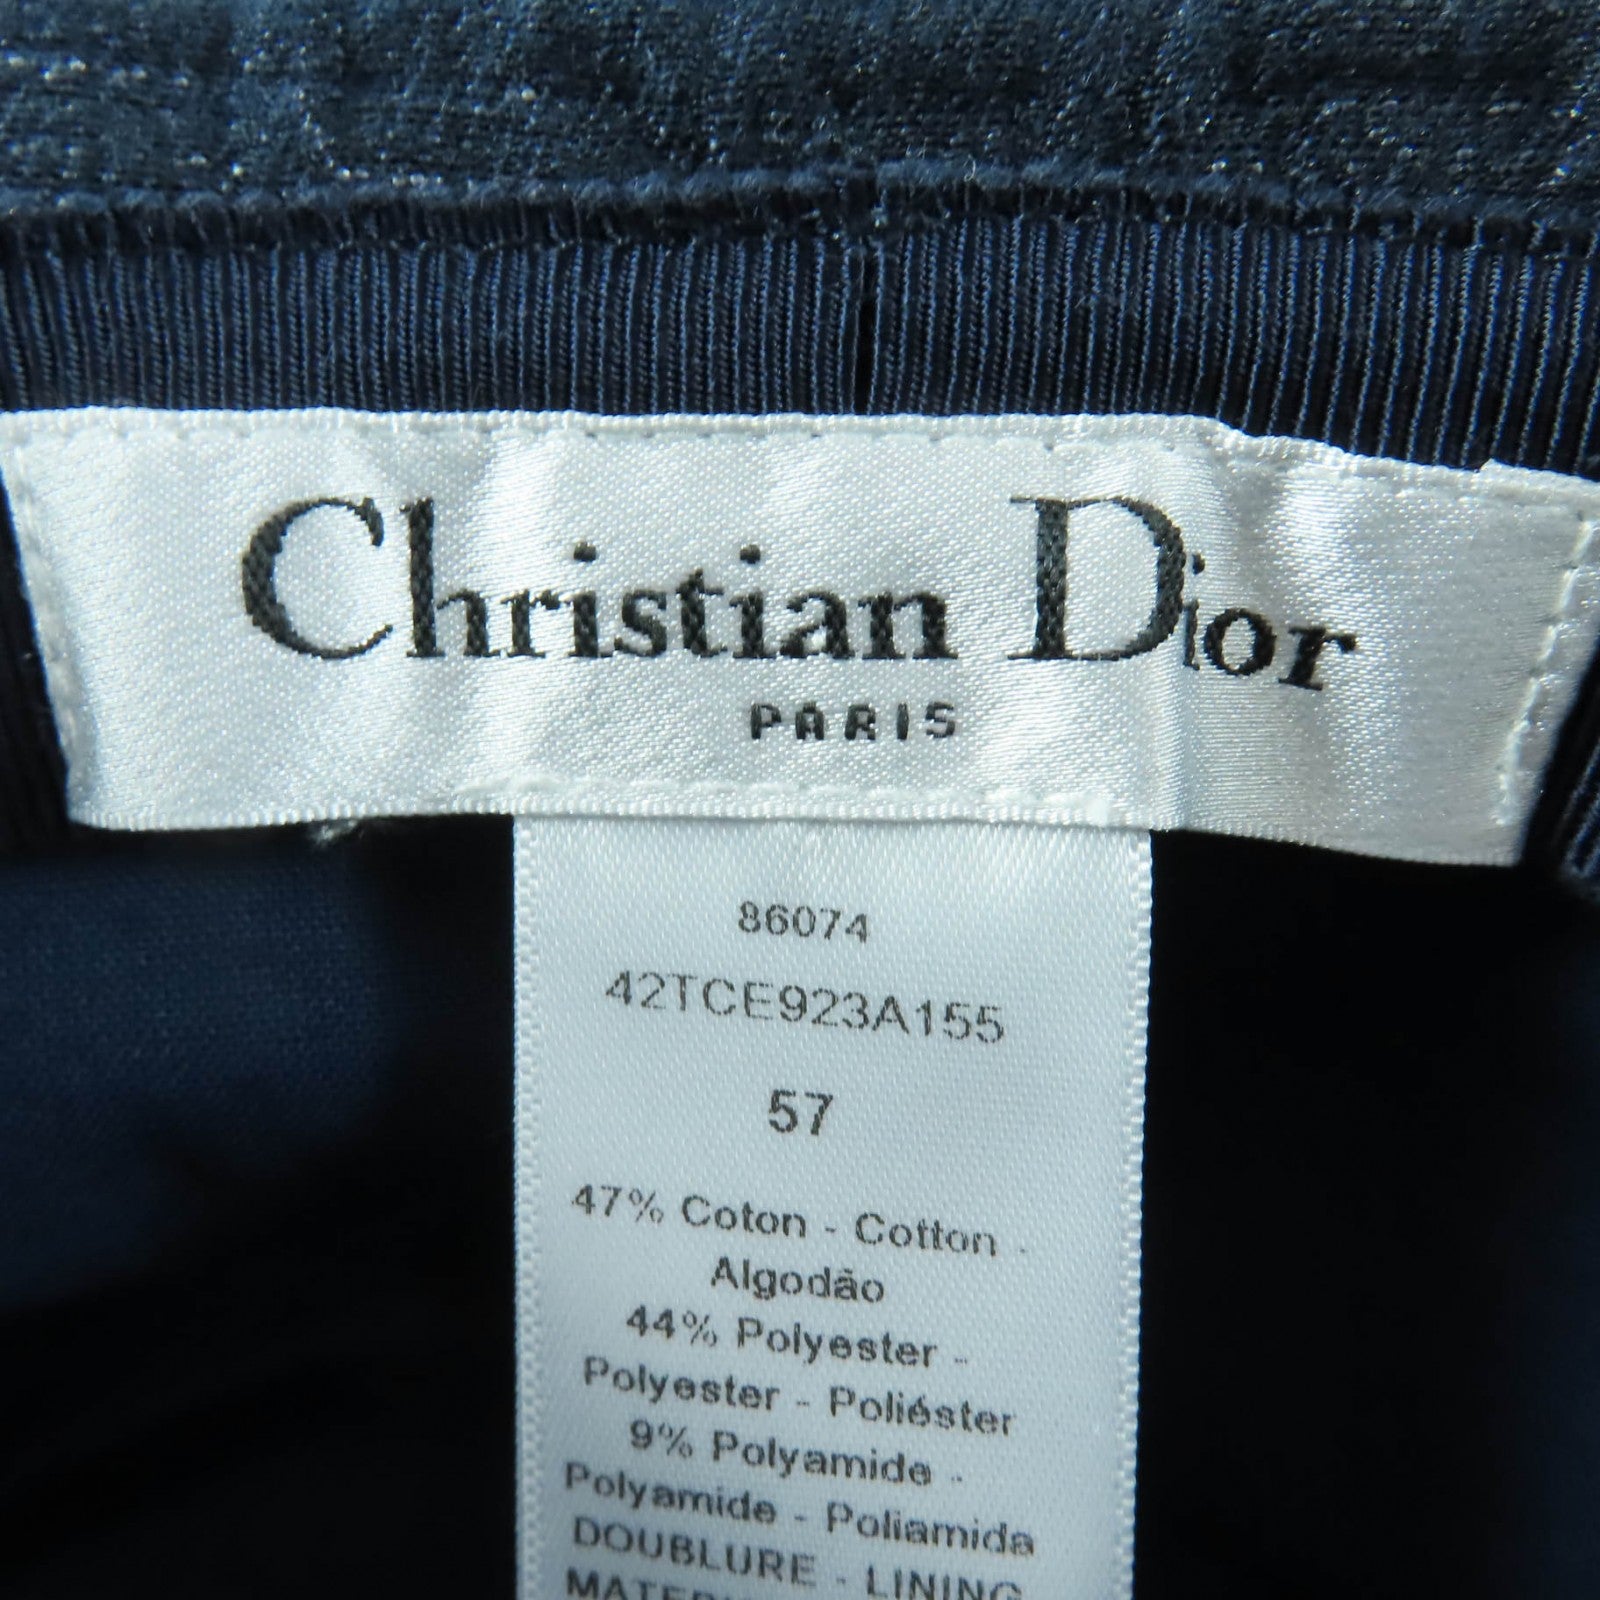 Christian Dior
PARIS
86074
42TCE923A155
57
47% Coton - Cotton -
Algodão
44% Polyester -
Polyester - Poliéster
9% Polyamide -
Polyamide - Poliamida
DOUBLURE - LINING